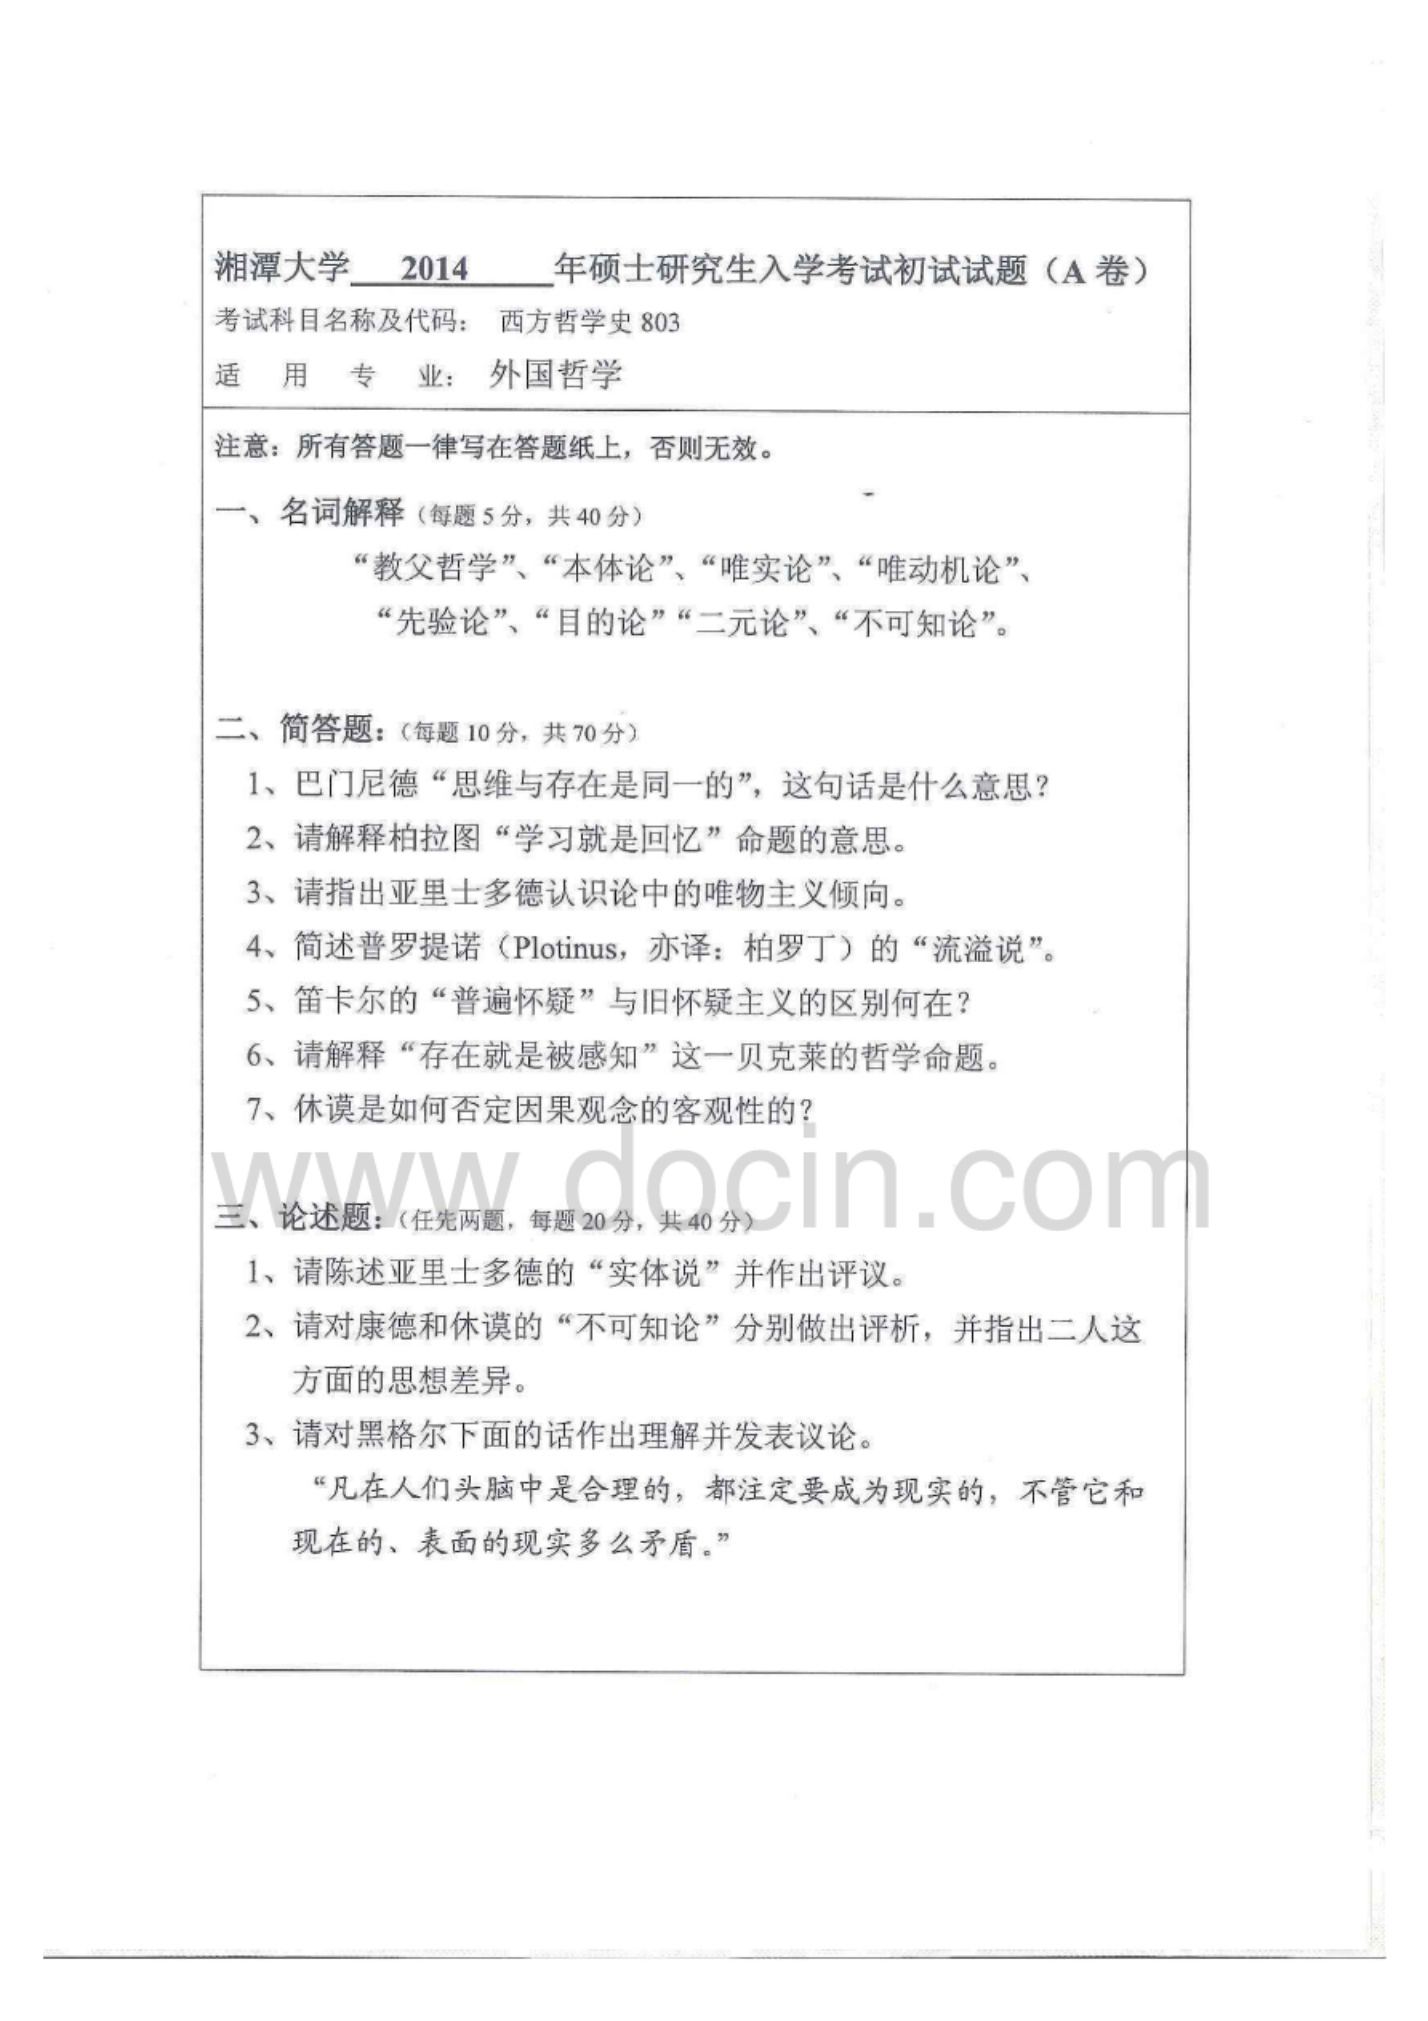 湘潭大学 2014 年硕士研究生入学考试初试试题（A 卷）
考试科目名称及代码： 西方哲学史 803
适 用 专 业： 外国哲学
注意：所有答题一律写在答题纸上，否则无效。
一、名词解释（每题 5 分，共 40 分）
“教父哲学”、“本体论”、“唯实论”、“唯动机论”、
“先验论”、“目的论”“二元论”、“不可知论”。
二、简答题：（每题 10 分，共 70 分）
1、巴门尼德“思维与存在是同一的”，这句话是什么意思？
2、请解释柏拉图“学习就是回忆”命题的意思。
3、请指出亚里士多德认识论中的唯物主义倾向。
4、简述普罗提诺（Plotinus，亦译：柏罗丁）的“流溢说”。
5、笛卡尔的“普遍怀疑”与旧怀疑主义的区别何在？
6、请解释“存在就是被感知”这一贝克莱的哲学命题。
7、休谟是如何否定因果观念的客观性的？
www.docin.com
三、论述题：（任先两题，每题 20 分，共 40 分）
1、请陈述亚里士多德的“实体说”并作出评议。
2、请对康德和休谟的“不可知论”分别做出评析，并指出二人这
方面的思想差异。
3、请对黑格尔下面的话作出理解并发表议论。
“凡在人们头脑中是合理的，都注定要成为现实的，不管它和
现在的、表面的现实多么矛盾。”